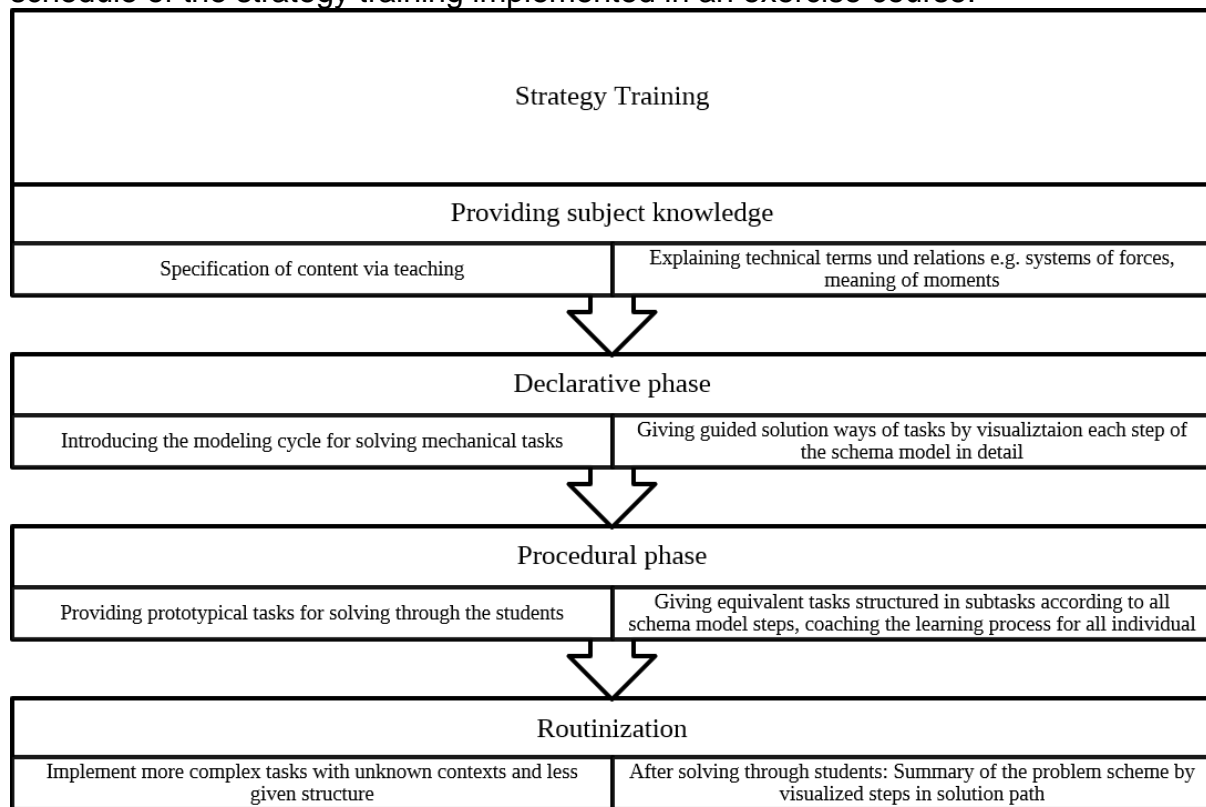 schedule of the strategy training implemented in an exercise course.
Strategy Training
Providing subject knowledge
Specification of content via teaching
Explaining technical terms und relations e.g. systems of forces,
meaning of moments
Declarative phase
Introducing the modeling cycle for solving mechanical tasks
Giving guided solution ways of tasks by visualiztaion each step of
the schema model in detail
Procedural phase
Providing prototypical tasks for solving through the students
Giving equivalent tasks structured in subtasks according to all
schema model steps, coaching the learning process for all individual
Routinization
Implement more complex tasks with unknown contexts and less
given structure
After solving through students: Summary of the problem scheme by
visualized steps in solution path